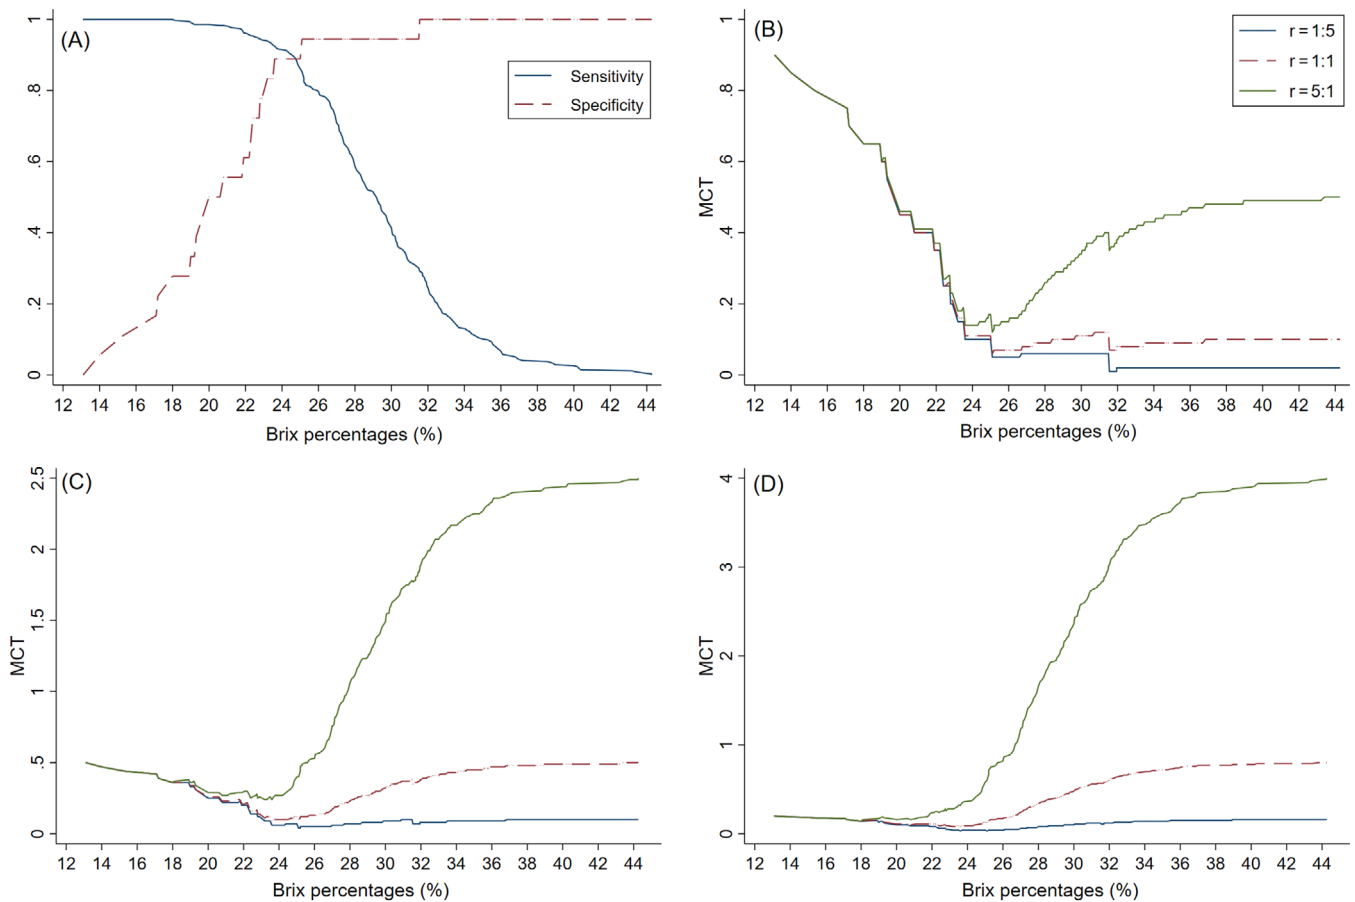 (A)
Sensitivity
Specificity
0 .2 .4 .6 .8 1
12 14 16 18 20 22 24 26 28 30 32 34 36 38 40 42 44
Brix percentages (%)
(B)
r = 1:5
r = 1:1
r = 5:1
MCT
0 .2 .4 .6 .8 1
12 14 16 18 20 22 24 26 28 30 32 34 36 38 40 42 44
Brix percentages (%)
(C)
MCT
0 .5 1 1.5 2 2.5
12 14 16 18 20 22 24 26 28 30 32 34 36 38 40 42 44
Brix percentages (%)
(D)
MCT
0 1 2 3 4
12 14 16 18 20 22 24 26 28 30 32 34 36 38 40 42 44
Brix percentages (%)